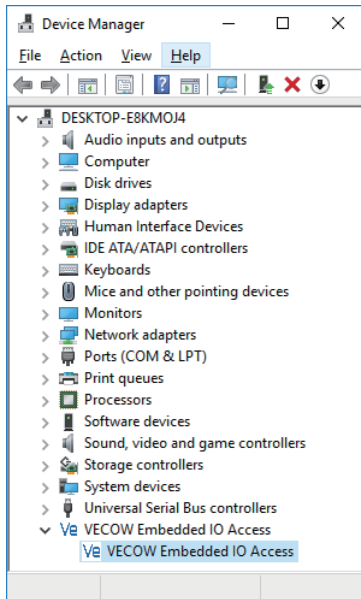 Device Manager
File Action View Help
DESKTOP-E8KMOJ4
Audio inputs and outputs
Computer
Disk drives
Display adapters
Human Interface Devices
IDE ATA/ATAPI controllers
Keyboards
Mice and other pointing devices
Monitors
Network adapters
Ports (COM & LPT)
Print queues
Processors
Software devices
Sound, video and game controllers
Storage controllers
System devices
Universal Serial Bus controllers
Ve VECOW Embedded IO Access
Ve VECOW Embedded IO Access